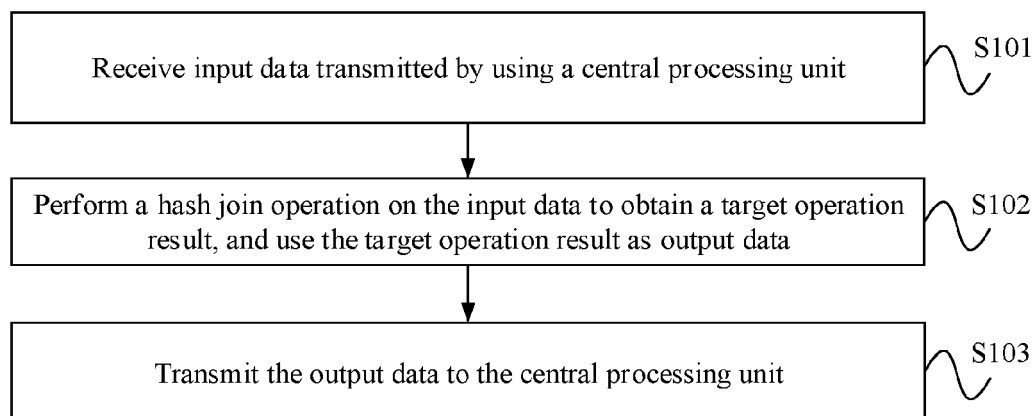 Receive input data transmitted by using a central processing unit
S101
Perform a hash join operation on the input data to obtain a target operation
result, and use the target operation result as output data
S102
Transmit the output data to the central processing unit
S103